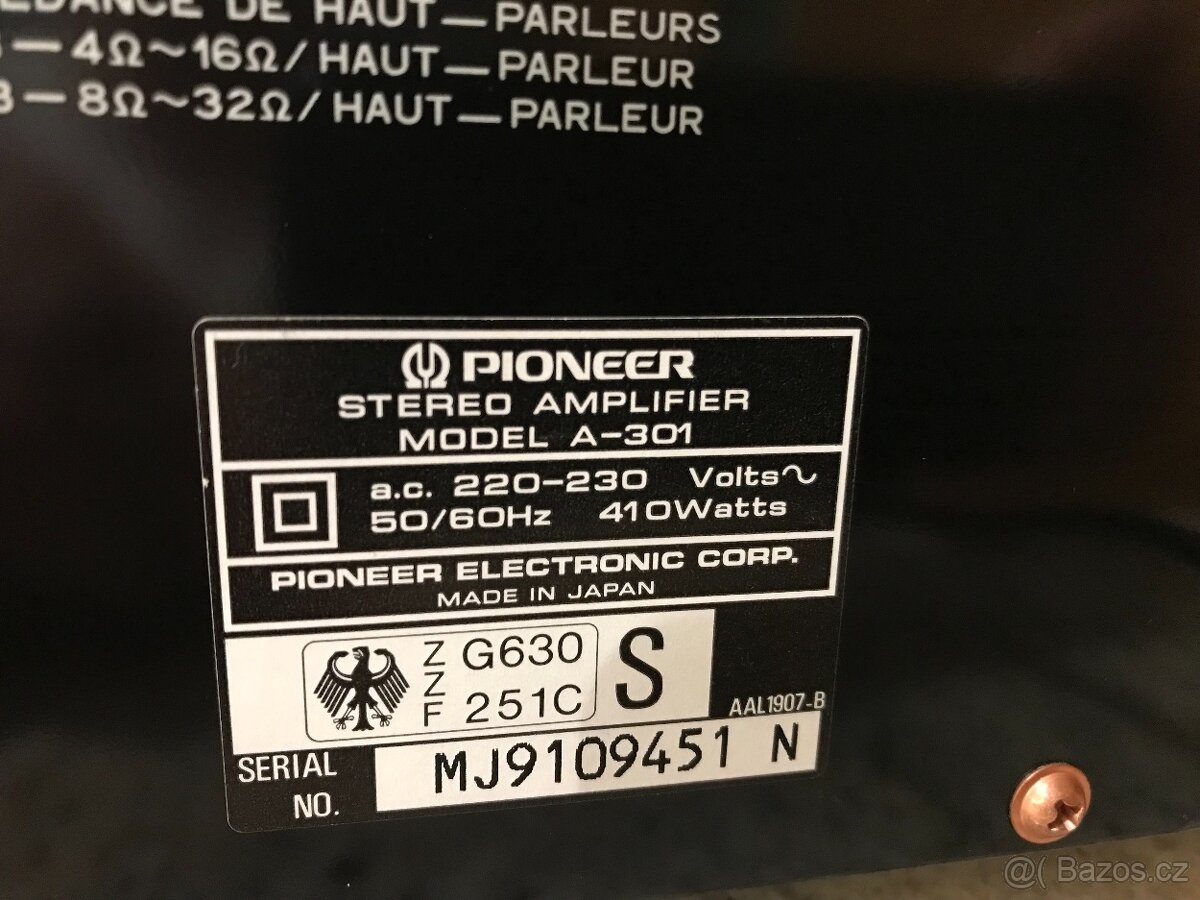 DANCE DE HAUT—PARLEURS
— 4Ω~16Ω/HAUT—PARLEUR
B — 8Ω~32Ω/HAUT—PARLEUR
PIONEER
STEREO AMPLIFIER
MODEL A-301
a.c. 220-230 Volts~
50/60Hz 410Watts
PIONEER ELECTRONIC CORP.
MADE IN JAPAN
ZZF G630 251C S
AAL1907-B
SERIAL NO. MJ9109451 N
@( Bazos.cz